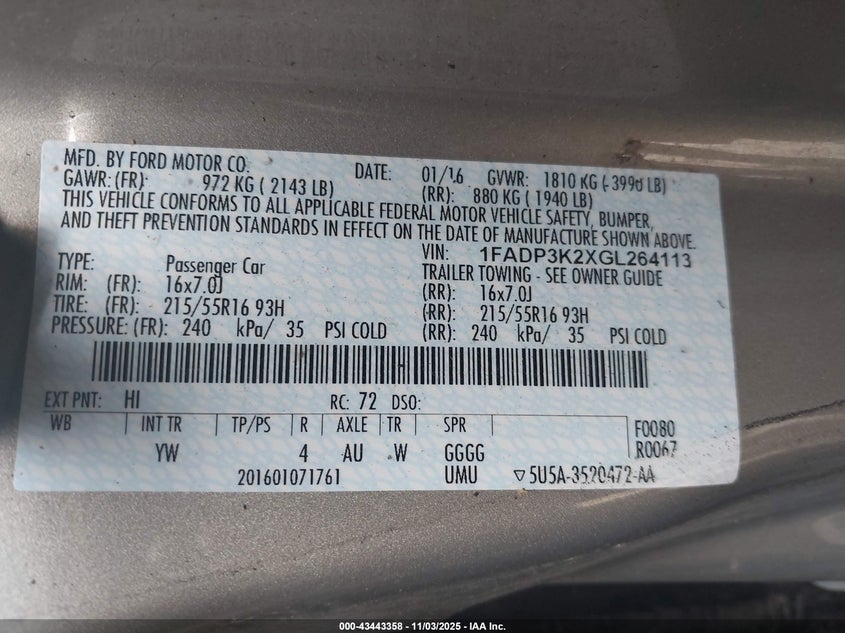 MFD. BY FORD MOTOR CO. DATE: 01/16 GVWR: 1810 KG ( 3990 LB)
GAWR: (FR): 972 KG ( 2143 LB) (RR): 880 KG ( 1940 LB)
THIS VEHICLE CONFORMS TO ALL APPLICABLE FEDERAL MOTOR VEHICLE SAFETY, BUMPER,
AND THEFT PREVENTION STANDARDS IN EFFECT ON THE DATE OF MANUFACTURE SHOWN ABOVE.
VIN: 1FADP3K2XGL264113
TYPE: Passenger Car TRAILER TOWING - SEE OWNER GUIDE
RIM: (FR): 16x7.0J (RR): 16x7.0J
TIRE: (FR): 215/55R16 93H (RR): 215/55R16 93H
PRESSURE: (FR): 240 kPa/ 35 PSI COLD (RR): 240 kPa/ 35 PSI COLD
EXT PNT: HI RC: 72 DSO:
WB INT TR TP/PS R AXLE TR SPR F0080
YW 4 AU W GGGG R0067
201601071761 UMU ▽5U5A-3520472-AA
000-43443358 - 11/03/2025 - IAA Inc.